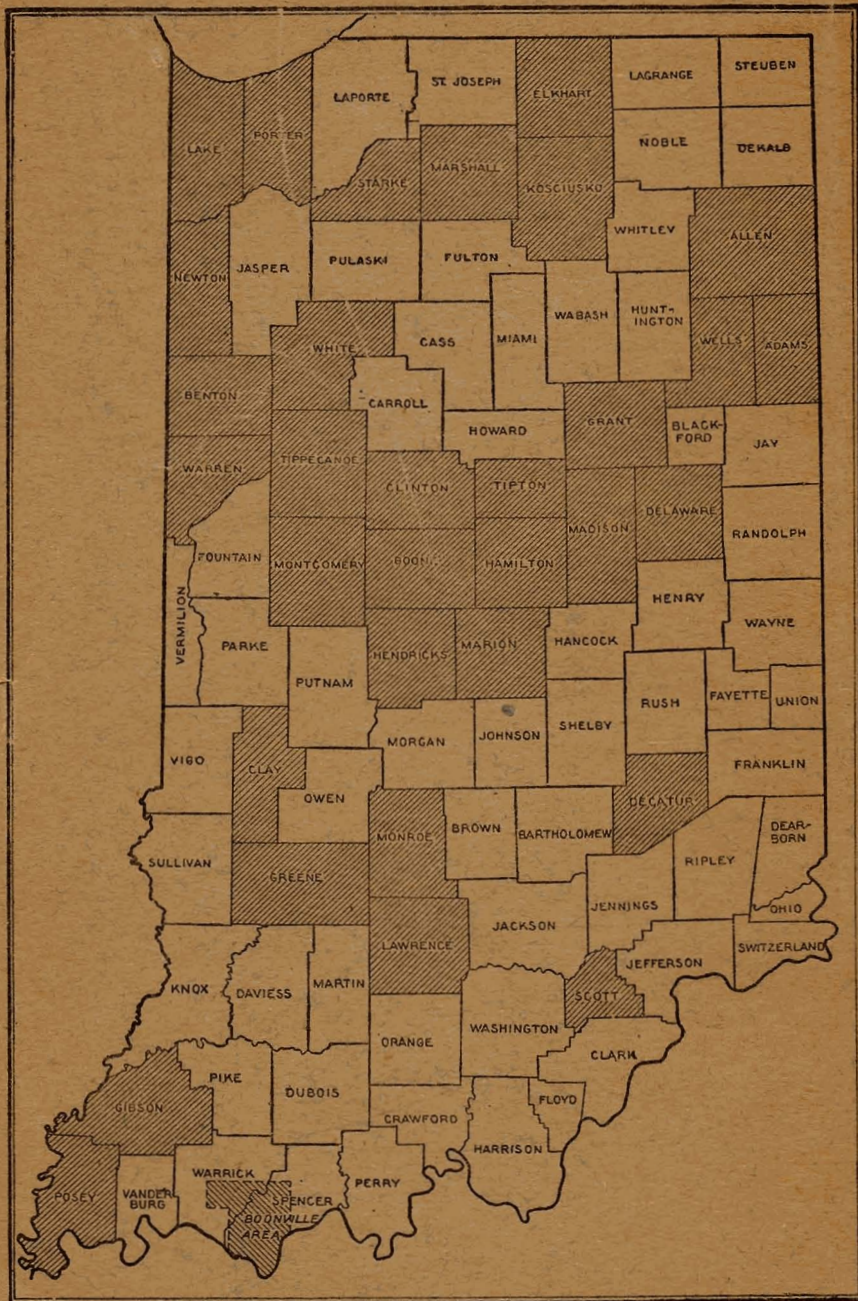 LAPORTE
ST. JOSEPH
ELKHART
LAGRANGE
STEUBEN
LAKE
PORTER
NOBLE
DEKALB
STARKE
MARSHALL
KOSCIUSKO
WHITLEY
ALLEN
NEWTON
JASPER
PULASKI
FULTON
WABASH
HUNT-
INGTON
WELLS
ADAMS
WHITE
CASS
MIAMI
BENTON
CARROLL
HOWARD
GRANT
BLACK-
FORD
JAY
WARREN
TIPPECANOE
CLINTON
TIPTON
MADISON
DELAWARE
RANDOLPH
FOUNTAIN
MONTGOMERY
BOONE
HAMILTON
HENRY
WAYNE
VERMILION
PARKE
PUTNAM
HENDRICKS
MARION
HANCOCK
RUSH
FAYETTE
UNION
VIGO
CLAY
OWEN
MORGAN
JOHNSON
SHELBY
FRANKLIN
DECATUR
SULLIVAN
GREENE
MONROE
BROWN
BARTHOLOMEW
RIPLEY
DEAR-
BORN
OHIO
JENNINGS
JACKSON
LAWRENCE
JEFFERSON
SWITZERLAND
KNOX
DAVIESS
MARTIN
SCOTT
ORANGE
WASHINGTON
CLARK
GIBSON
PIKE
DUBOIS
CRAWFORD
FLOYD
HARRISON
POSEY
VANDER
BURG
WARRICK
SPENCER
PERRY
BOONVILLE
AREA